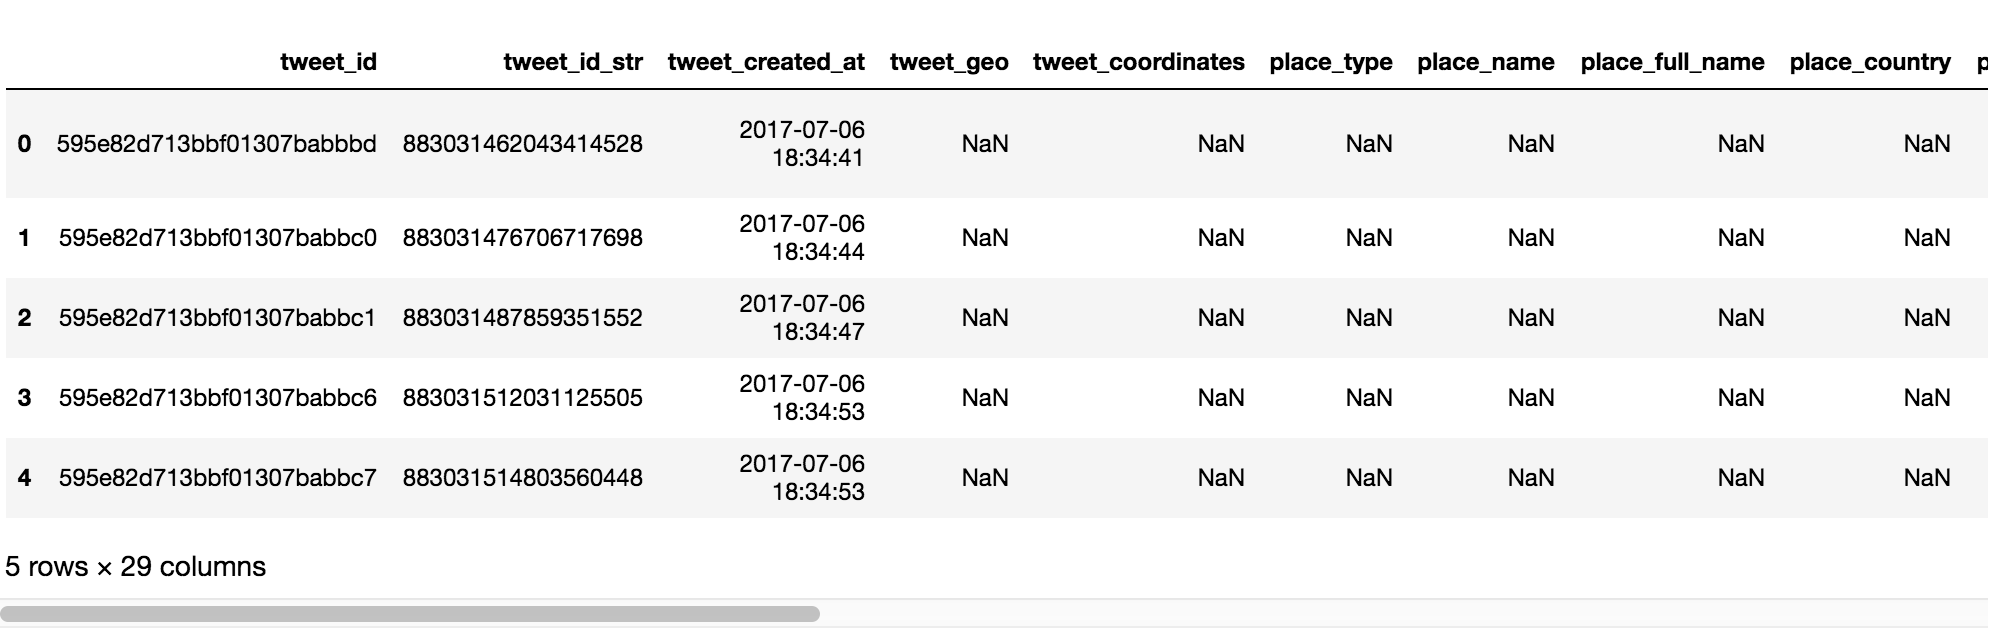 tweet_id tweet_id_str tweet_created_at tweet_geo tweet_coordinates place_type place_name place_full_name place_country p
0 595e82d713bbf01307babbbd 883031462043414528 2017-07-06 18:34:41 NaN NaN NaN NaN NaN NaN
1 595e82d713bbf01307babbc0 883031476706717698 2017-07-06 18:34:44 NaN NaN NaN NaN NaN NaN
2 595e82d713bbf01307babbc1 883031487859351552 2017-07-06 18:34:47 NaN NaN NaN NaN NaN NaN
3 595e82d713bbf01307babbc6 883031512031125505 2017-07-06 18:34:53 NaN NaN NaN NaN NaN NaN
4 595e82d713bbf01307babbc7 883031514803560448 2017-07-06 18:34:53 NaN NaN NaN NaN NaN NaN
5 rows × 29 columns